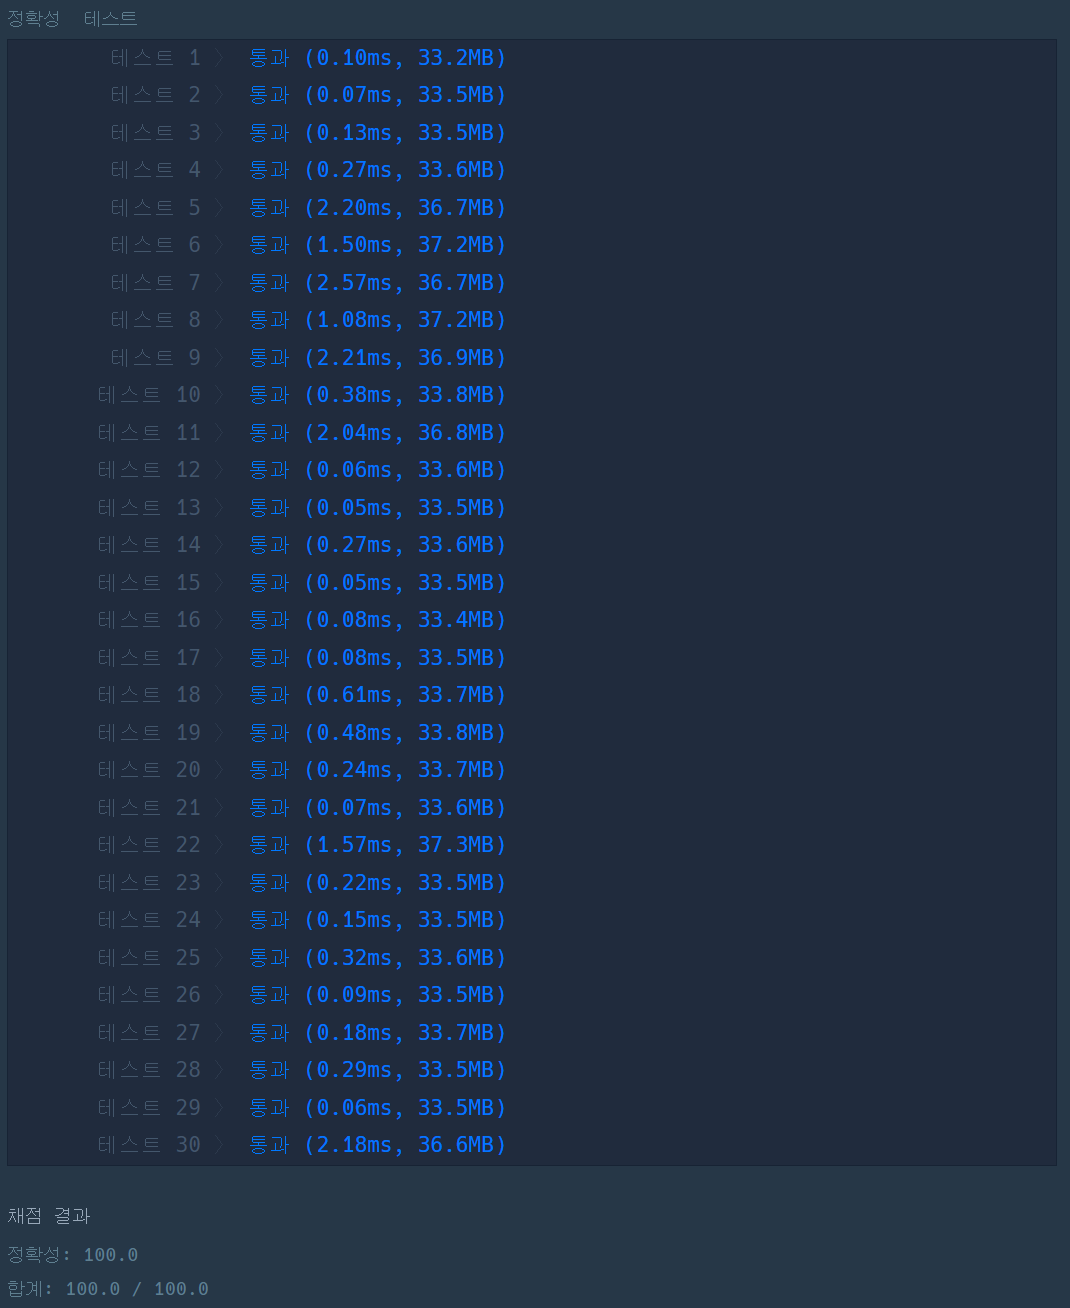 정확성 테스트
테스트 1 〉 통과 (0.10ms, 33.2MB)
테스트 2 〉 통과 (0.07ms, 33.5MB)
테스트 3 〉 통과 (0.13ms, 33.5MB)
테스트 4 〉 통과 (0.27ms, 33.6MB)
테스트 5 〉 통과 (2.20ms, 36.7MB)
테스트 6 〉 통과 (1.50ms, 37.2MB)
테스트 7 〉 통과 (2.57ms, 36.7MB)
테스트 8 〉 통과 (1.08ms, 37.2MB)
테스트 9 〉 통과 (2.21ms, 36.9MB)
테스트 10 〉 통과 (0.38ms, 33.8MB)
테스트 11 〉 통과 (2.04ms, 36.8MB)
테스트 12 〉 통과 (0.06ms, 33.6MB)
테스트 13 〉 통과 (0.05ms, 33.5MB)
테스트 14 〉 통과 (0.27ms, 33.6MB)
테스트 15 〉 통과 (0.05ms, 33.5MB)
테스트 16 〉 통과 (0.08ms, 33.4MB)
테스트 17 〉 통과 (0.08ms, 33.5MB)
테스트 18 〉 통과 (0.61ms, 33.7MB)
테스트 19 〉 통과 (0.48ms, 33.8MB)
테스트 20 〉 통과 (0.24ms, 33.7MB)
테스트 21 〉 통과 (0.07ms, 33.6MB)
테스트 22 〉 통과 (1.57ms, 37.3MB)
테스트 23 〉 통과 (0.22ms, 33.5MB)
테스트 24 〉 통과 (0.15ms, 33.5MB)
테스트 25 〉 통과 (0.32ms, 33.6MB)
테스트 26 〉 통과 (0.09ms, 33.5MB)
테스트 27 〉 통과 (0.18ms, 33.7MB)
테스트 28 〉 통과 (0.29ms, 33.5MB)
테스트 29 〉 통과 (0.06ms, 33.5MB)
테스트 30 〉 통과 (2.18ms, 36.6MB)
채점 결과
정확성: 100.0
합계: 100.0 / 100.0